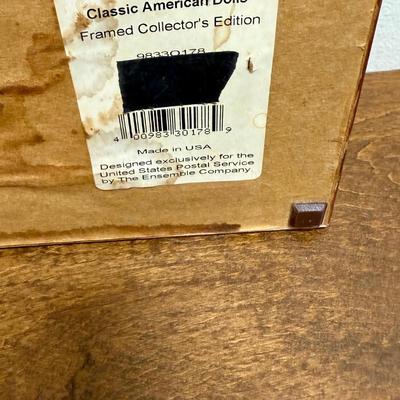 Classic American Dolls
Framed Collector's Edition
98330178
4 00983 30178 9
Made in USA
Designed exclusively for the
United States Postal Service
by The Ensemble Company.